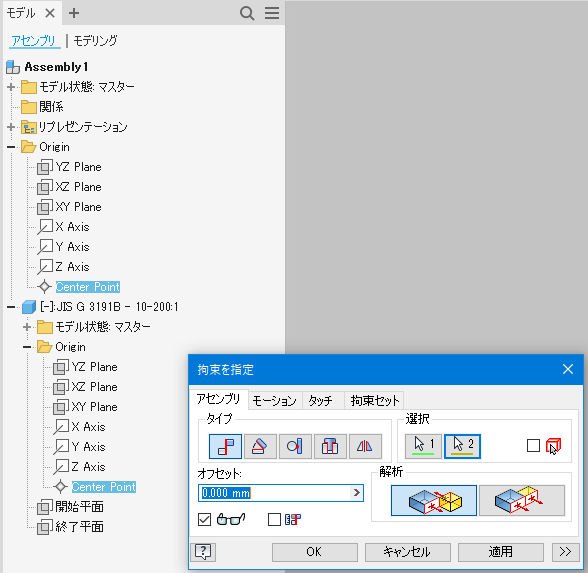 モデル
アセンブリ | モデリング
Assembly1
モデル状態: マスター
関係
リプレゼンテーション
Origin
YZ Plane
XZ Plane
XY Plane
X Axis
Y Axis
Z Axis
Center Point
[-]:JIS G 3191B - 10-200:1
モデル状態: マスター
Origin
YZ Plane
XZ Plane
XY Plane
X Axis
Y Axis
Z Axis
Center Point
開始平面
終了平面
拘束を指定
アセンブリ モーション タッチ 拘束セット
タイプ
選択
1 2
オフセット:
0.000 mm
解析
OK キャンセル 適用 >>